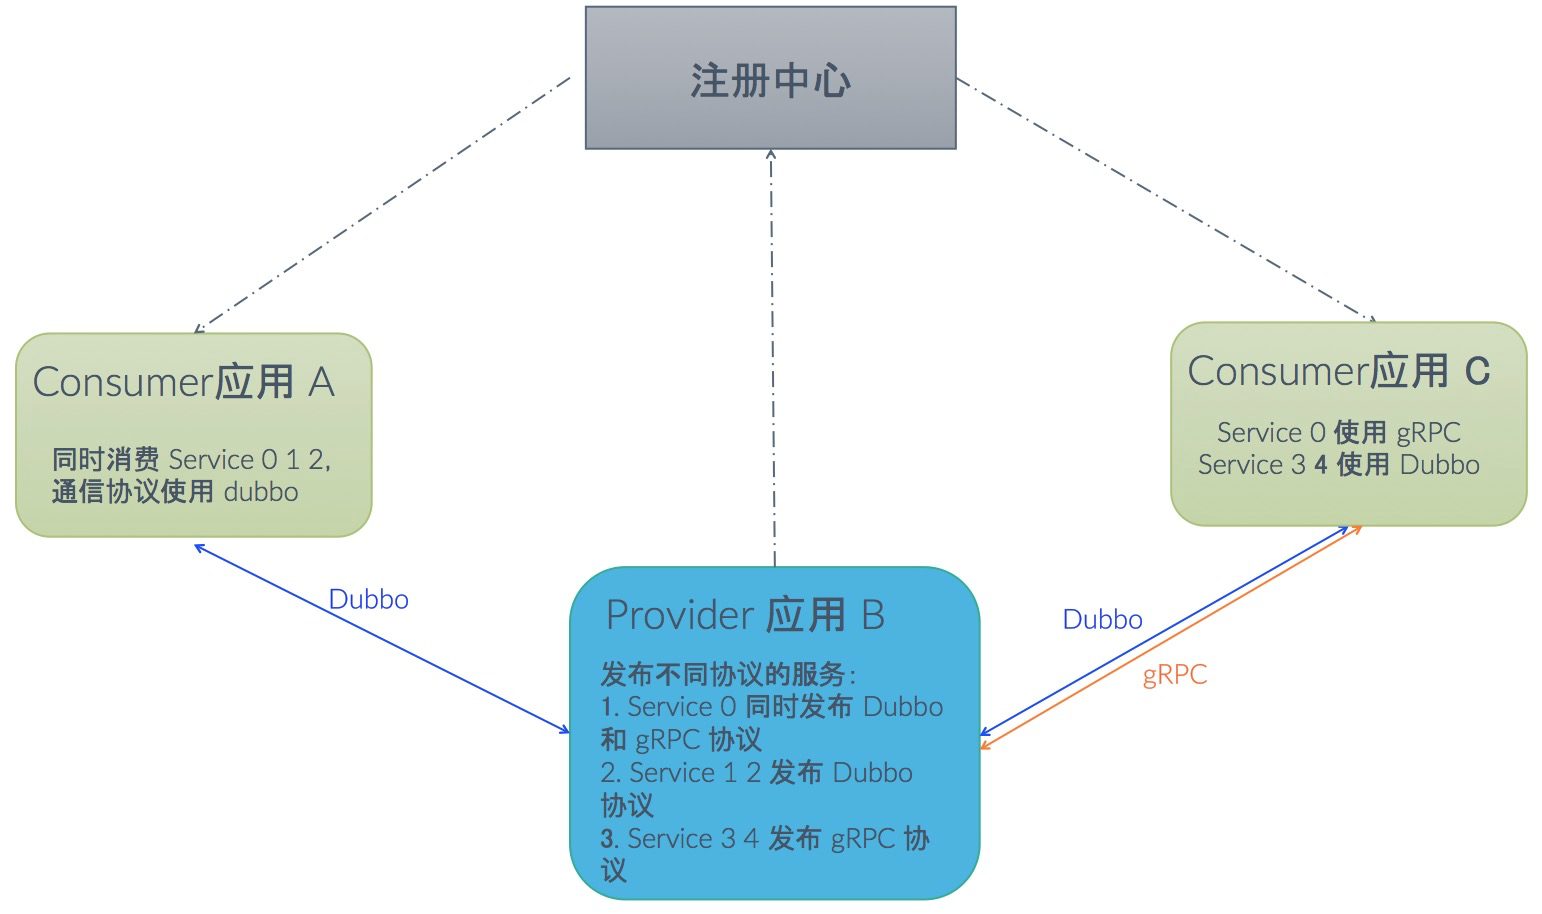 注册中心
Consumer应用 A
同时消费 Service 0 1 2,
通信协议使用 dubbo
Consumer应用 C
Service 0 使用 gRPC
Service 3 4 使用 Dubbo
Dubbo
Dubbo
gRPC
Provider 应用 B
发布不同协议的服务:
1. Service 0 同时发布 Dubbo
和 gRPC 协议
2. Service 1 2 发布 Dubbo
协议
3. Service 3 4 发布 gRPC 协
议